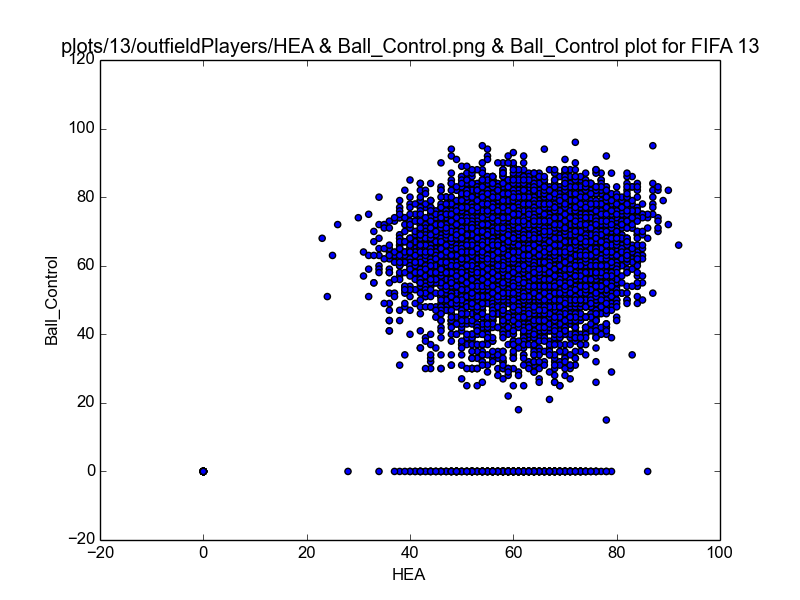 plots/13/outfieldPlayers/HEA & Ball_Control.png & Ball_Control plot for FIFA 13
120
100
80
60
40
20
0
−20
Ball_Control
−20 0 20 40 60 80 100
HEA